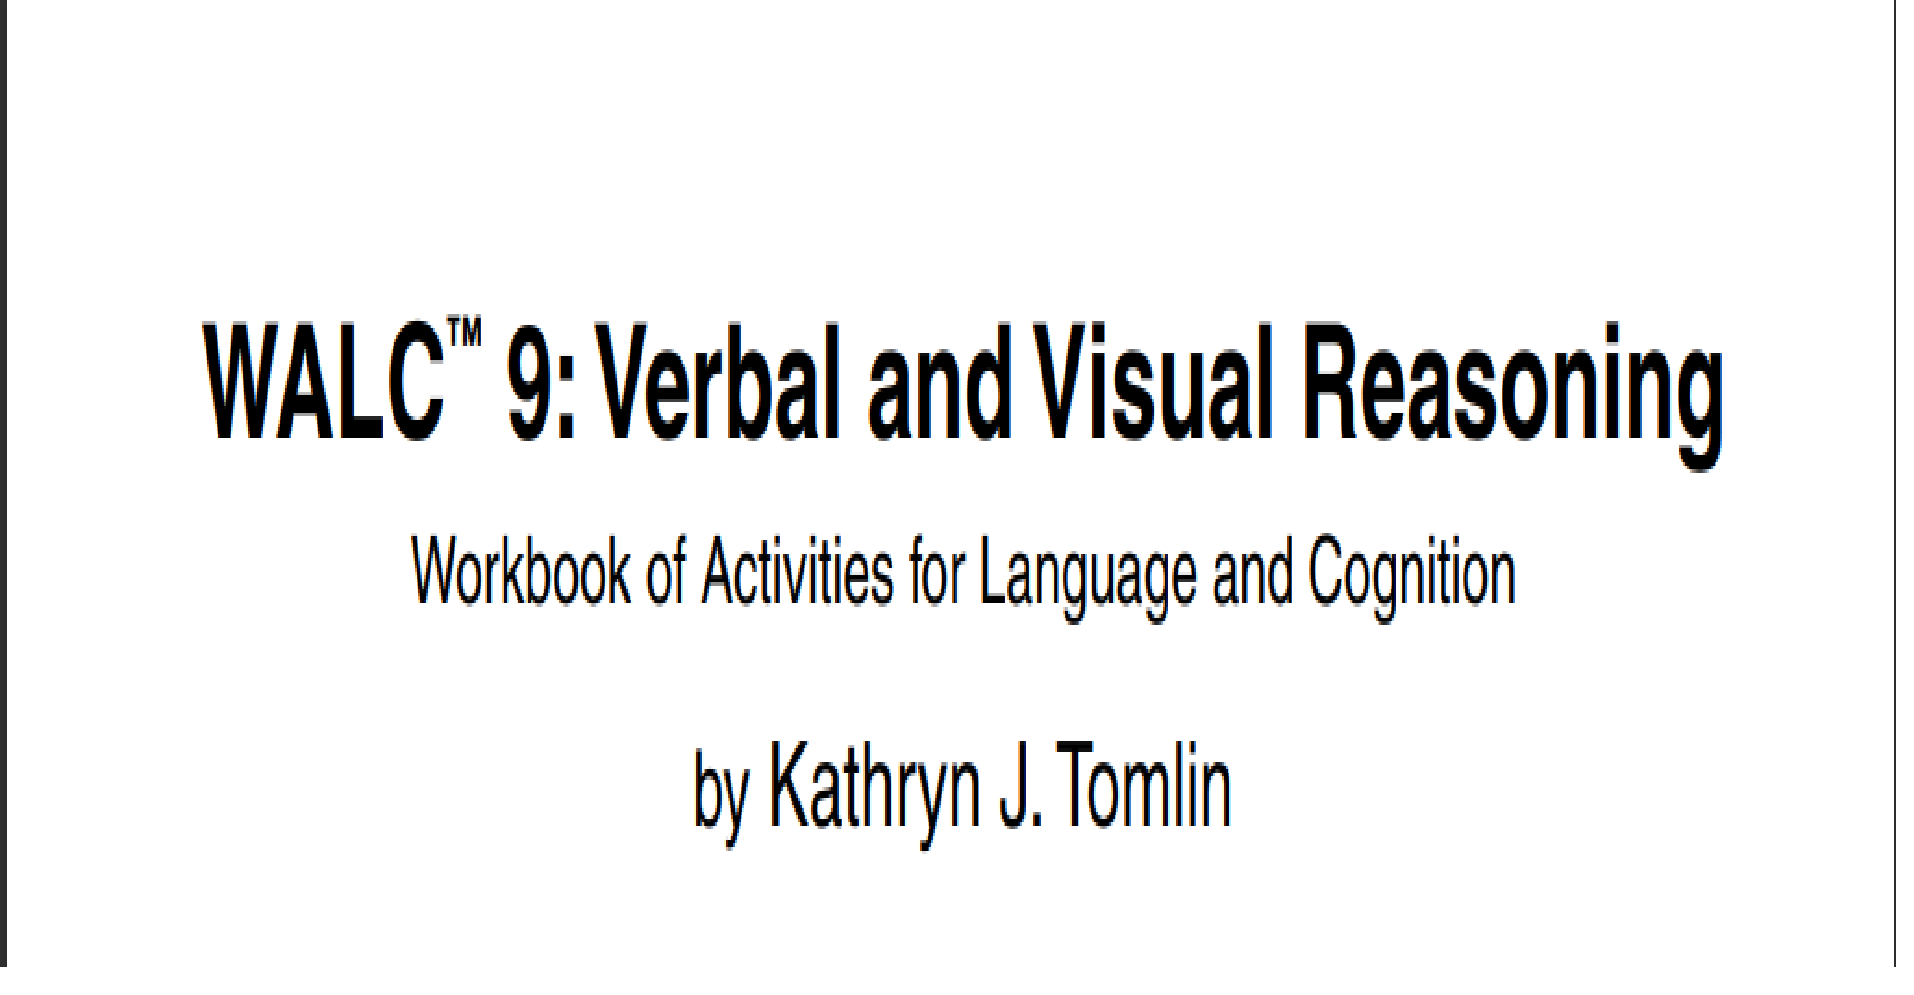 WALC™ 9: Verbal and Visual Reasoning
Workbook of Activities for Language and Cognition
by Kathryn J. Tomlin